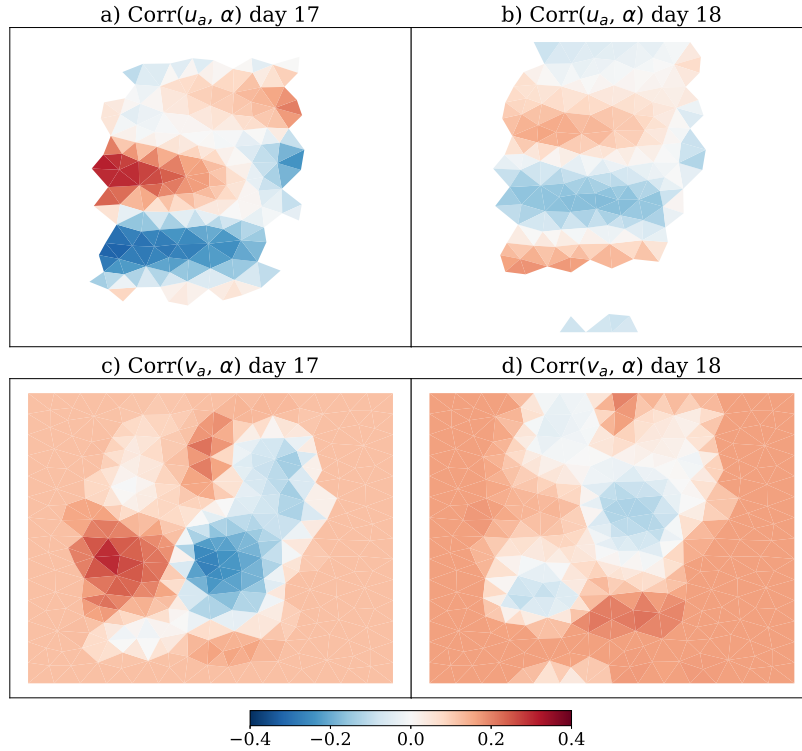 a) Corr(u_a, α) day 17
b) Corr(u_a, α) day 18
c) Corr(v_a, α) day 17
d) Corr(v_a, α) day 18
−0.4 −0.2 0.0 0.2 0.4